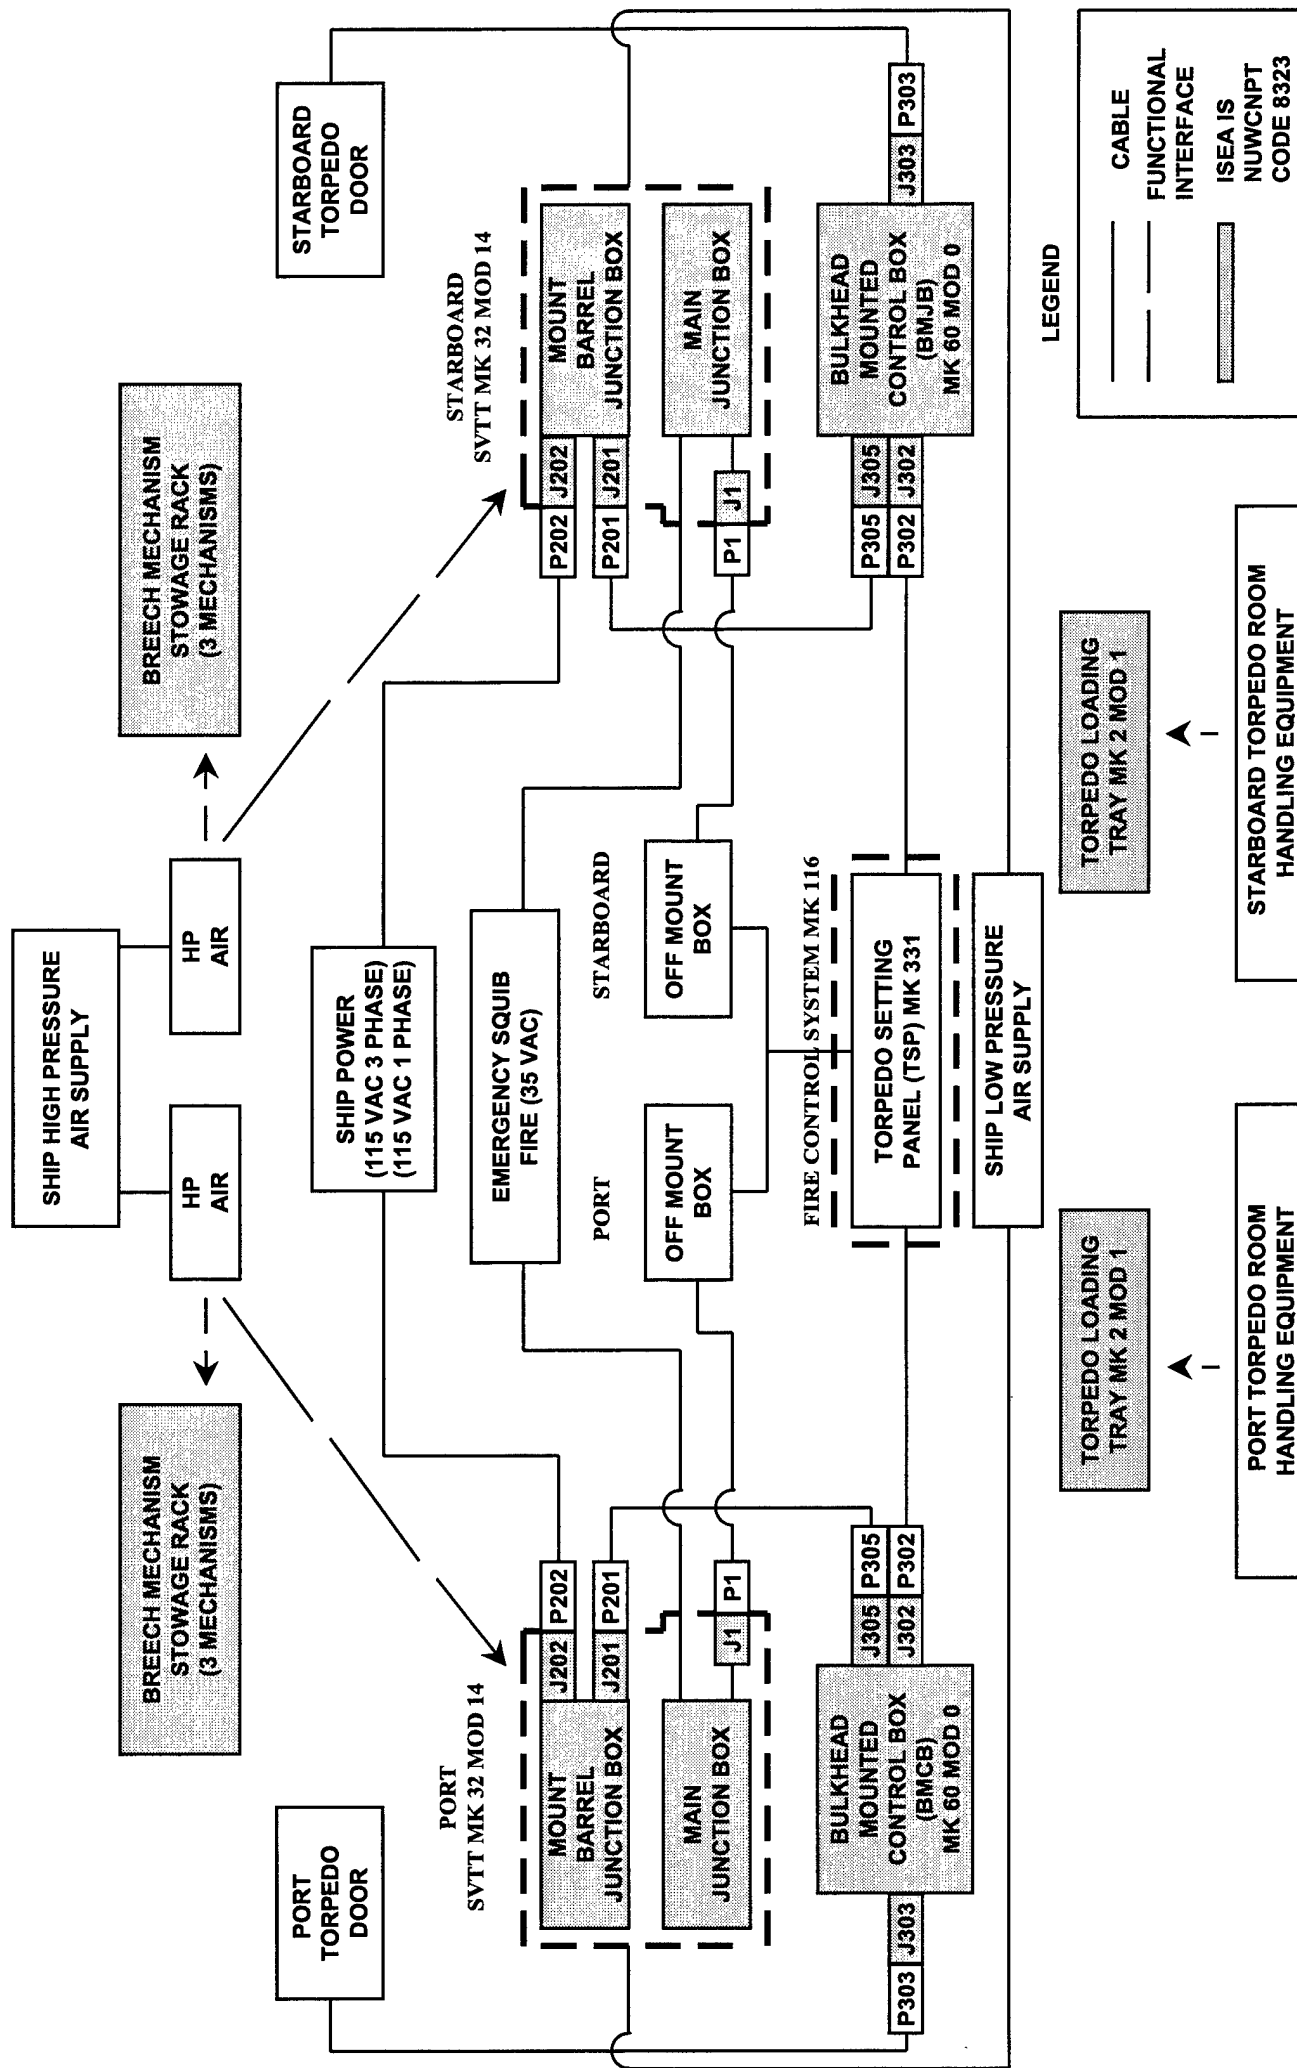 SHIP HIGH PRESSURE
AIR SUPPLY
HP
AIR
HP
AIR
BREECH MECHANISM
STOWAGE RACK
(3 MECHANISMS)
BREECH MECHANISM
STOWAGE RACK
(3 MECHANISMS)
PORT
TORPEDO
DOOR
STARBOARD
TORPEDO
DOOR
SHIP POWER
(115 VAC 3 PHASE)
(115 VAC 1 PHASE)
PORT
SVTT MK 32 MOD 14
STARBOARD
SVTT MK 32 MOD 14
MOUNT
BARREL
JUNCTION BOX
J202
P202
J201
P201
MAIN
JUNCTION BOX
J1
P1
EMERGENCY SQUIB
FIRE (35 VAC)
P202
J202
P201
J201
MOUNT
BARREL
JUNCTION BOX
P1
J1
MAIN
JUNCTION BOX
PORT
OFF MOUNT
BOX
STARBOARD
OFF MOUNT
BOX
FIRE CONTROL SYSTEM MK 116
TORPEDO SETTING
PANEL (TSP) MK 331
P303
J303
BULKHEAD
MOUNTED
CONTROL BOX
(BMCB)
MK 60 MOD 0
J305
P305
J302
P302
P305
J305
P302
J302
BULKHEAD
MOUNTED
CONTROL BOX
(BMJB)
MK 60 MOD 0
J303
P303
SHIP LOW PRESSURE
AIR SUPPLY
TORPEDO LOADING
TRAY MK 2 MOD 1
TORPEDO LOADING
TRAY MK 2 MOD 1
PORT TORPEDO ROOM
HANDLING EQUIPMENT
STARBOARD TORPEDO ROOM
HANDLING EQUIPMENT
LEGEND
CABLE
FUNCTIONAL
INTERFACE
ISEA IS
NUWCNPT
CODE 8323